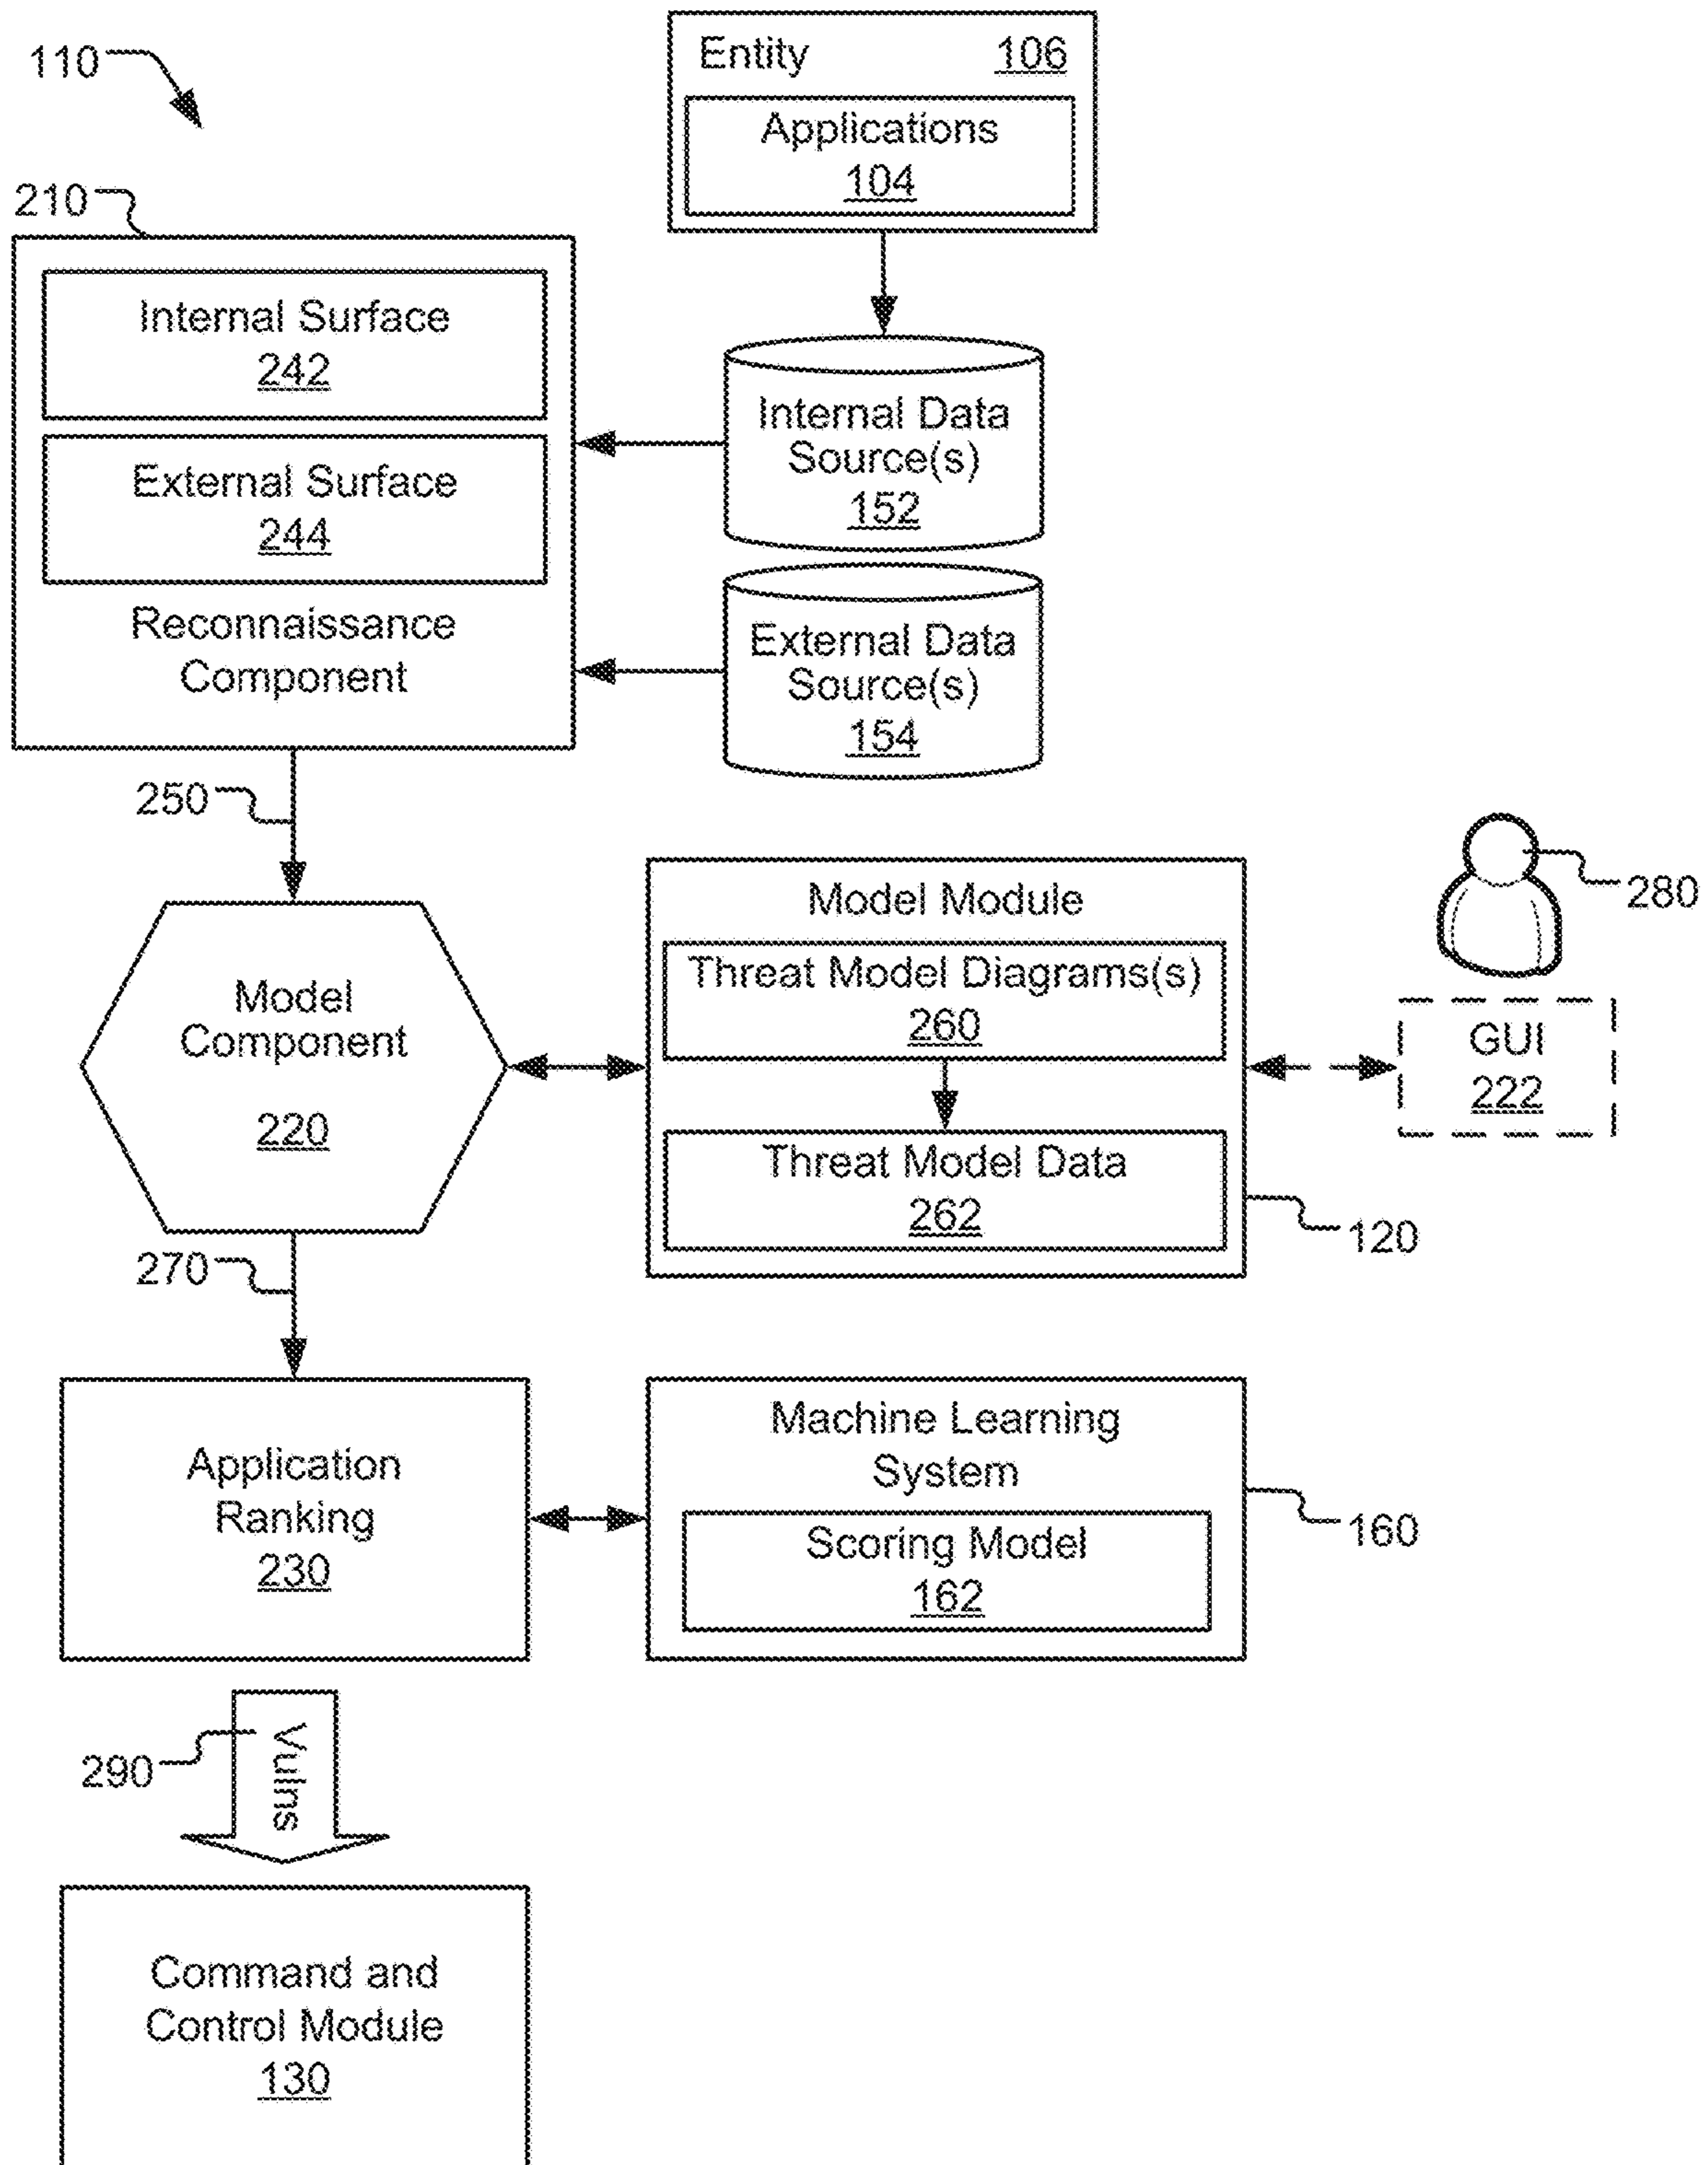 110
Entity 106
Applications
104
210
Internal Surface
242
External Surface
244
Reconnaissance
Component
Internal Data
Source(s)
152
External Data
Source(s)
154
250
Model
Component
220
Model Module
Threat Model Diagrams(s)
260
Threat Model Data
262
120
280
GUI
222
270
Application
Ranking
230
Machine Learning
System
Scoring Model
162
160
290
Vulns
Command and
Control Module
130